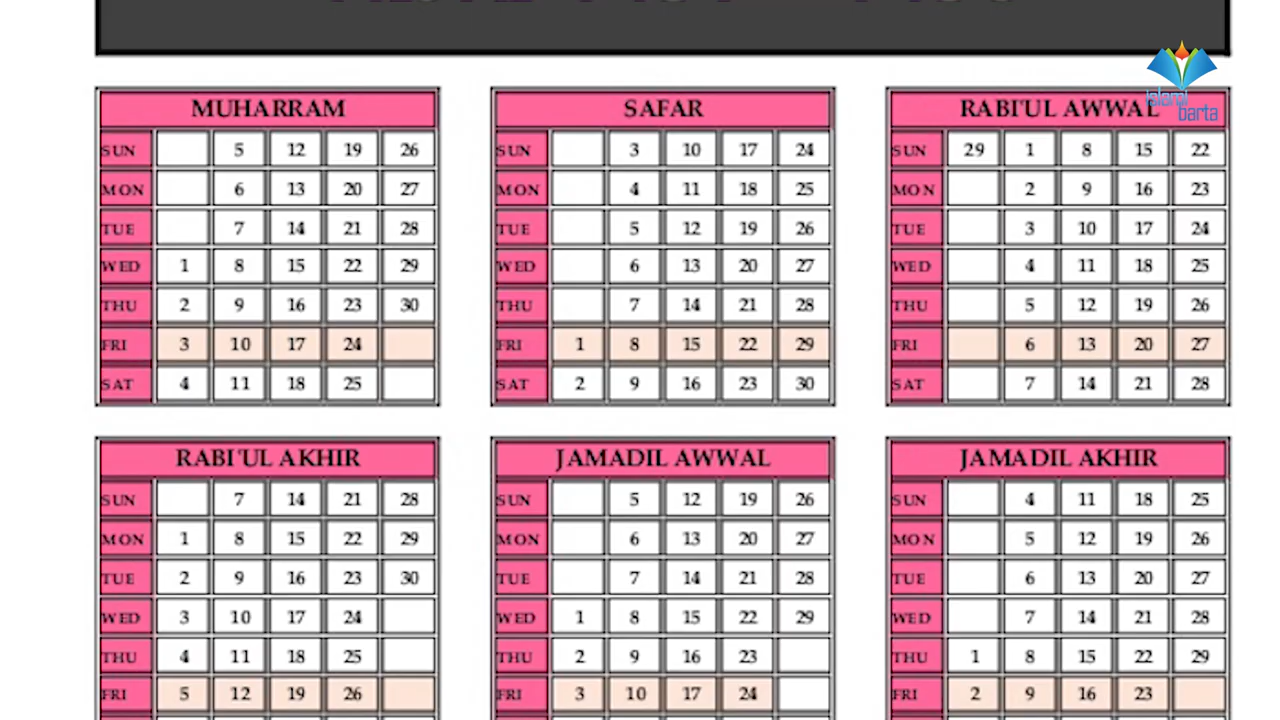 MUHARRAM
SUN 5 12 19 26
MON 6 13 20 27
TUE 7 14 21 28
WED 1 8 15 22 29
THU 2 9 16 23 30
FRI 3 10 17 24
SAT 4 11 18 25
SAFAR
SUN 3 10 17 24
MON 4 11 18 25
TUE 5 12 19 26
WED 6 13 20 27
THU 7 14 21 28
FRI 1 8 15 22 29
SAT 2 9 16 23 30
RABI'UL AWWAL
SUN 29 1 8 15 22
MON 2 9 16 23
TUE 3 10 17 24
WED 4 11 18 25
THU 5 12 19 26
FRI 6 13 20 27
SAT 7 14 21 28
islami
barta
RABI'UL AKHIR
SUN 7 14 21 28
MON 1 8 15 22 29
TUE 2 9 16 23 30
WED 3 10 17 24
THU 4 11 18 25
FRI 5 12 19 26
JAMADIL AWWAL
SUN 5 12 19 26
MON 6 13 20 27
TUE 7 14 21 28
WED 1 8 15 22 29
THU 2 9 16 23
FRI 3 10 17 24
JAMADIL AKHIR
SUN 4 11 18 25
MON 5 12 19 26
TUE 6 13 20 27
WED 7 14 21 28
THU 1 8 15 22 29
FRI 2 9 16 23